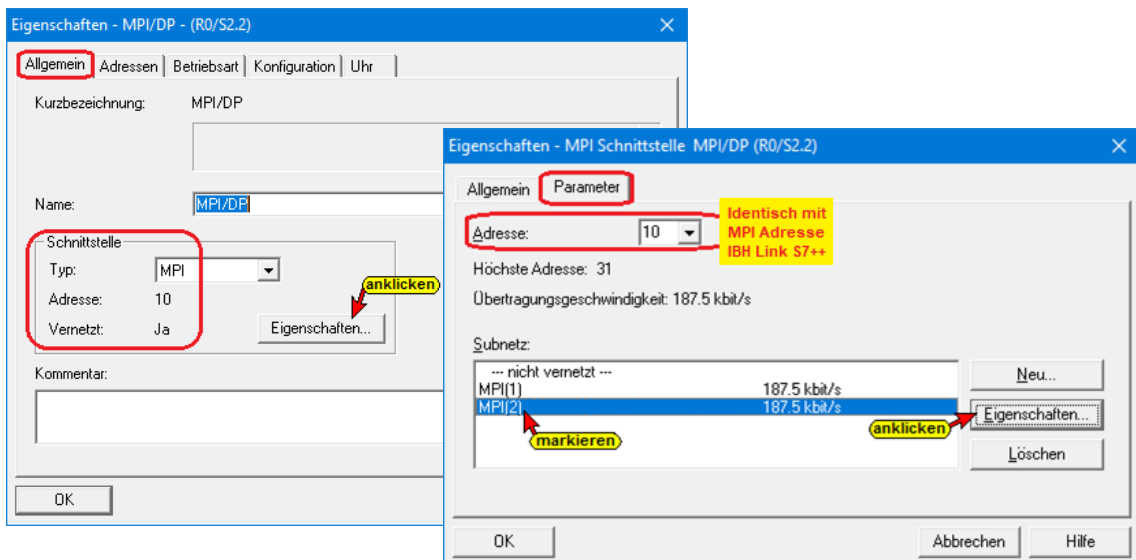 Eigenschaften - MPI/DP - (R0/S2.2)
Allgemein Adressen Betriebsart Konfiguration Uhr
Kurzbezeichnung: MPI/DP
Name: MPI/DP
Schnittstelle
Typ: MPI
Adresse: 10
Vernetzt: Ja
anklicken
Eigenschaften...
Kommentar:
OK
Eigenschaften - MPI Schnittstelle MPI/DP (R0/S2.2)
Allgemein Parameter
Adresse: 10
Identisch mit
MPI Adresse
IBH Link S7++
Höchste Adresse: 31
Übertragungsgeschwindigkeit: 187.5 kbit/s
Subnetz:
--- nicht vernetzt ---
MPI(1) 187.5 kbit/s
MPI(2) 187.5 kbit/s
markieren
anklicken
Neu...
Eigenschaften...
Löschen
OK Abbrechen Hilfe